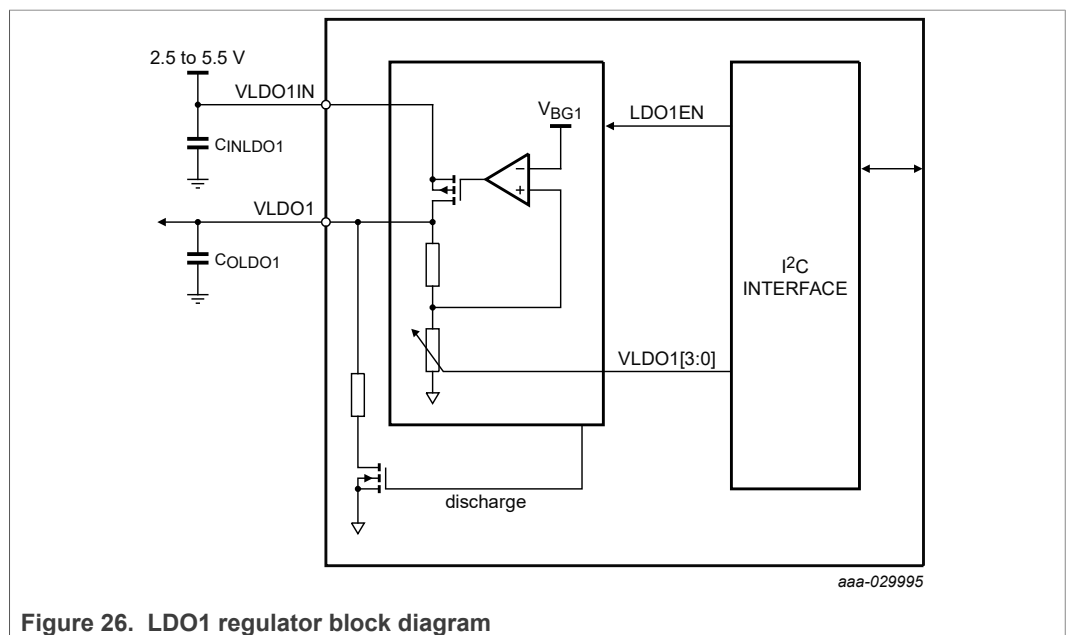 2.5 to 5.5 V
VLDO1IN
CINLDO1
VLDO1
COLDO1
VBG1
−
+
LDO1EN
I2C
INTERFACE
VLDO1[3:0]
discharge
aaa-029995
Figure 26. LDO1 regulator block diagram